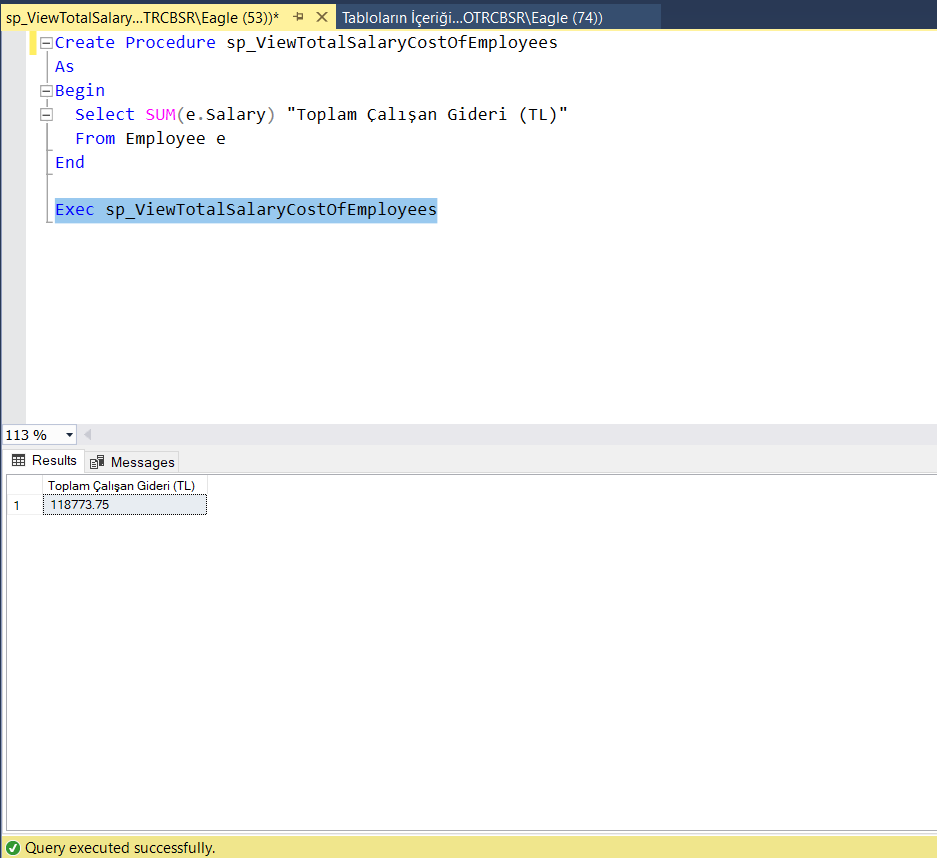 sp_ViewTotalSalary...TRCBSR\Eagle (53))*
Tabloların İçeriği...OTRCBSR\Eagle (74))
Create Procedure sp_ViewTotalSalaryCostOfEmployees
As
Begin
Select SUM(e.Salary) "Toplam Çalışan Gideri (TL)"
From Employee e
End
Exec sp_ViewTotalSalaryCostOfEmployees
113 %
Results
Messages
Toplam Çalışan Gideri (TL)
1 118773.75
Query executed successfully.